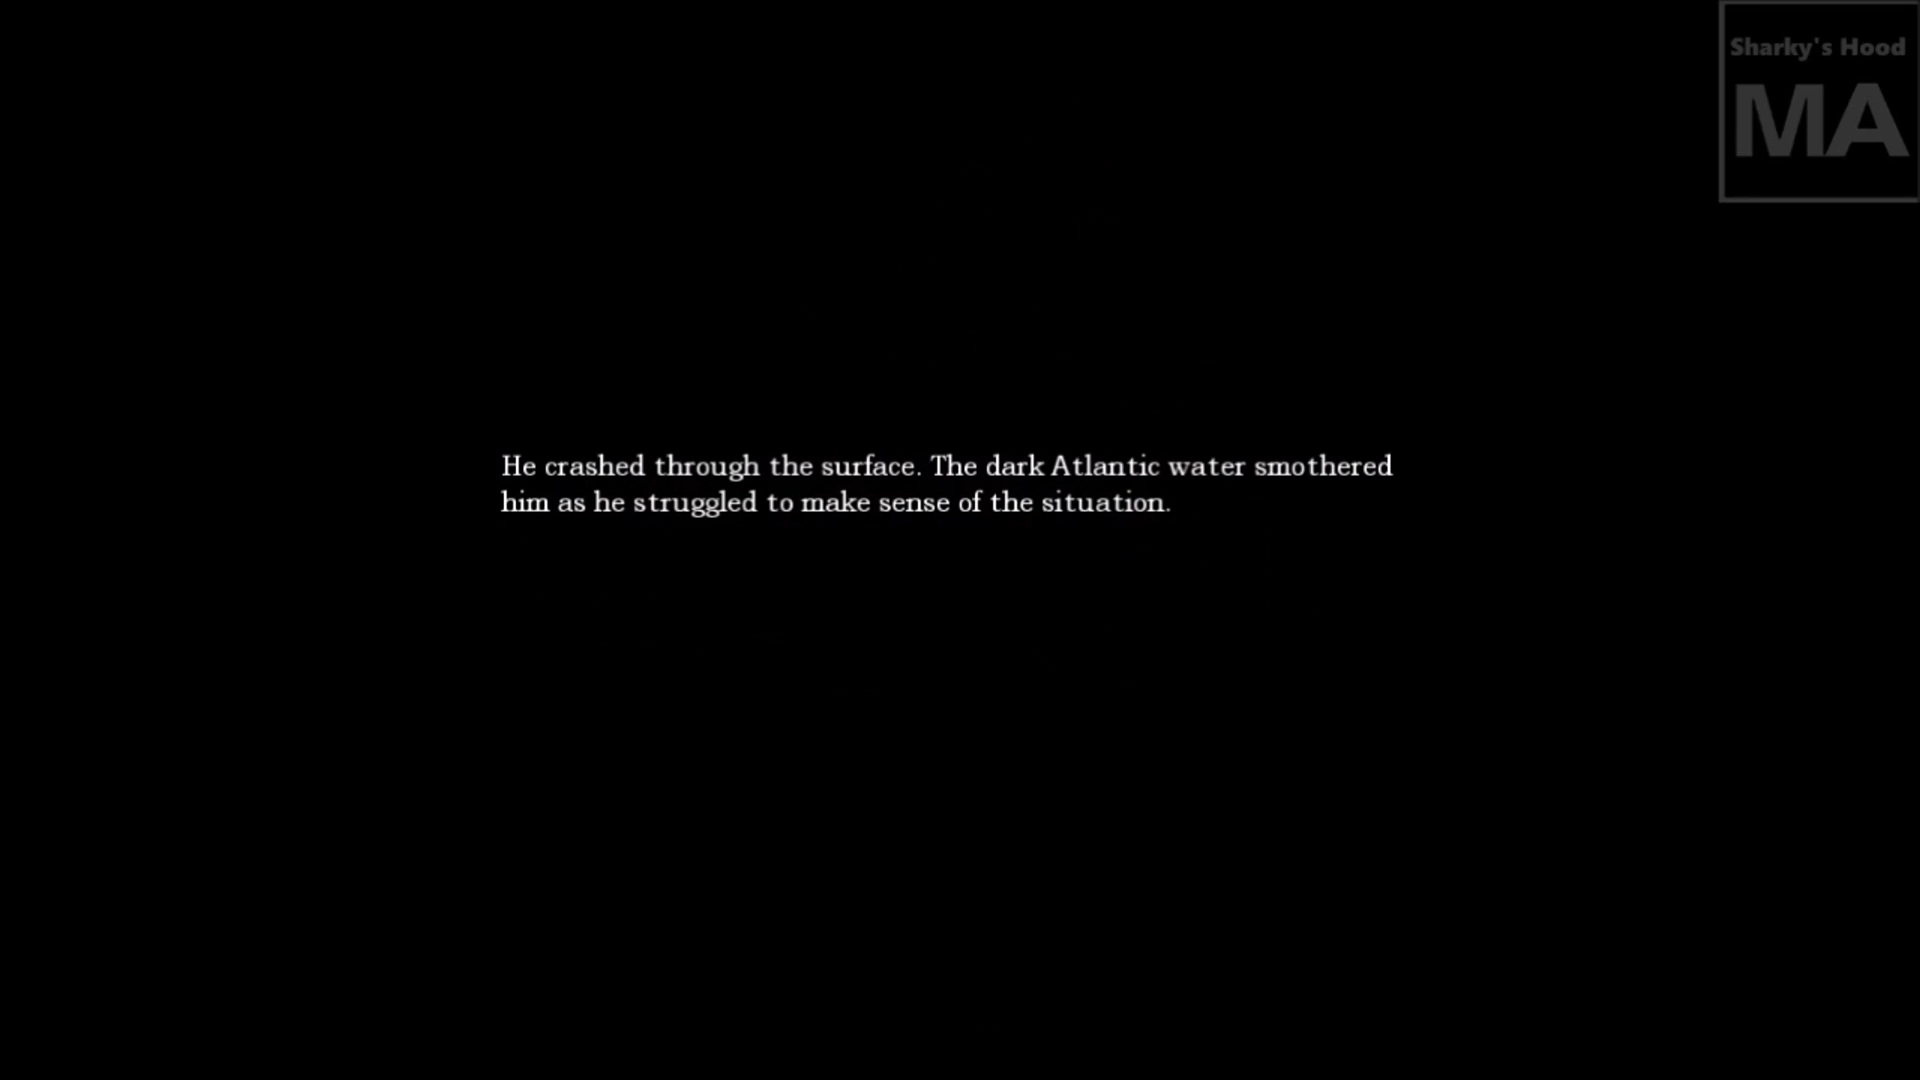 Sharky's Hood
MA
He crashed through the surface. The dark Atlantic water smothered
him as he struggled to make sense of the situation.